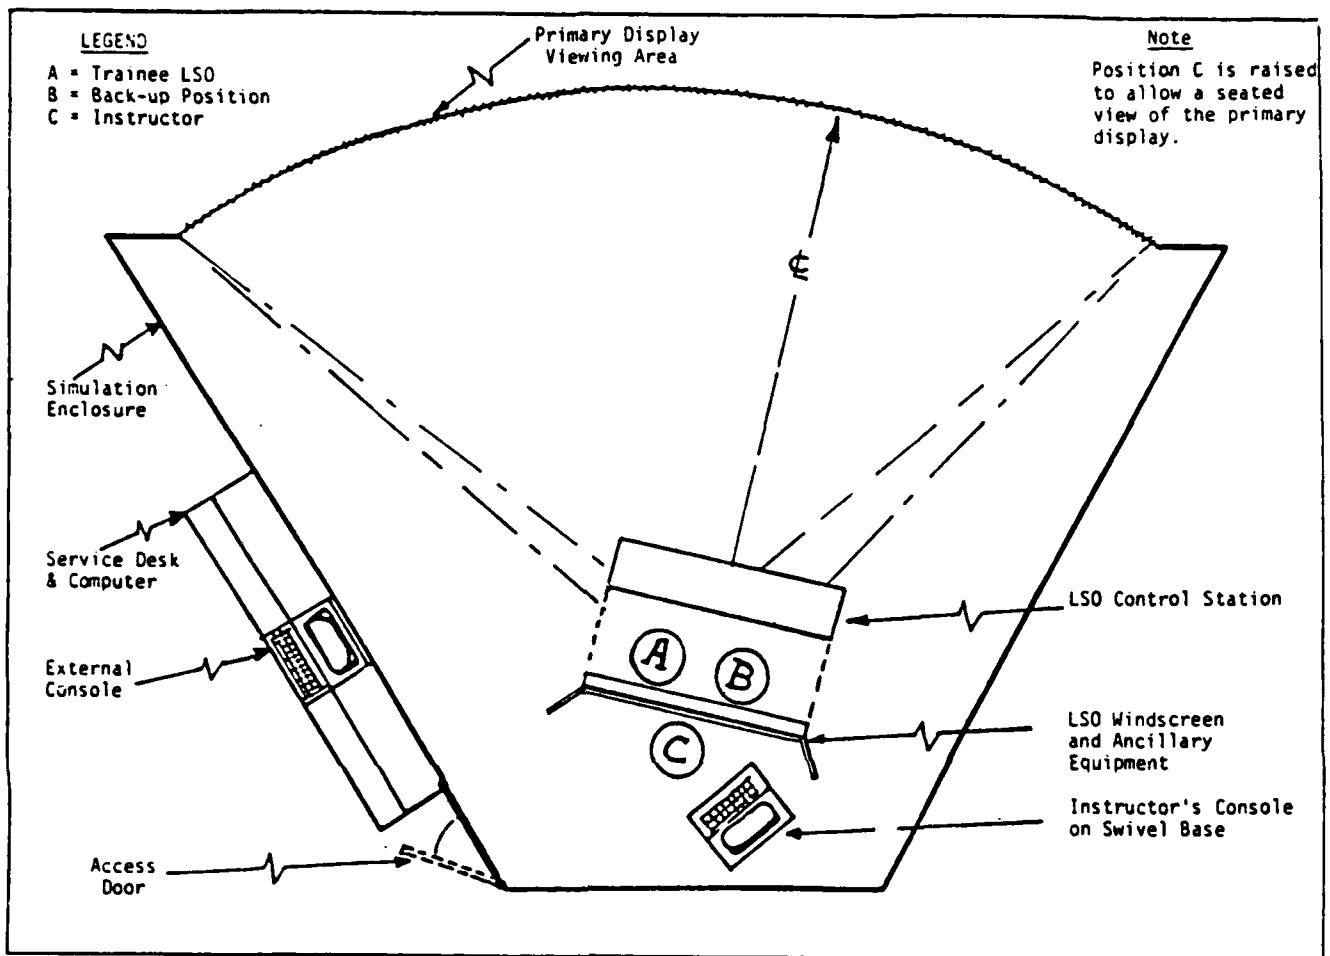 LEGEND
A = Trainee LSO
B = Back-up Position
C = Instructor
Primary Display
Viewing Area
Note
Position C is raised
to allow a seated
view of the primary
display.
℄
Simulation
Enclosure
Service Desk
& Computer
External
Console
Access
Door
A
B
C
LSO Control Station
LSO Windscreen
and Ancillary
Equipment
Instructor's Console
on Swivel Base